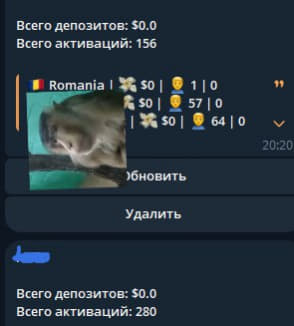 Всего депозитов: $0.0
Всего активаций: 156
🇷🇴 Romania | 💸 $0 | 👨‍💼 1 | 0
$0 | 👨‍💼 57 | 0
| 💸 $0 | 👨‍💼 64 | 0
20:20
Обновить
Удалить
Всего депозитов: $0.0
Всего активаций: 280